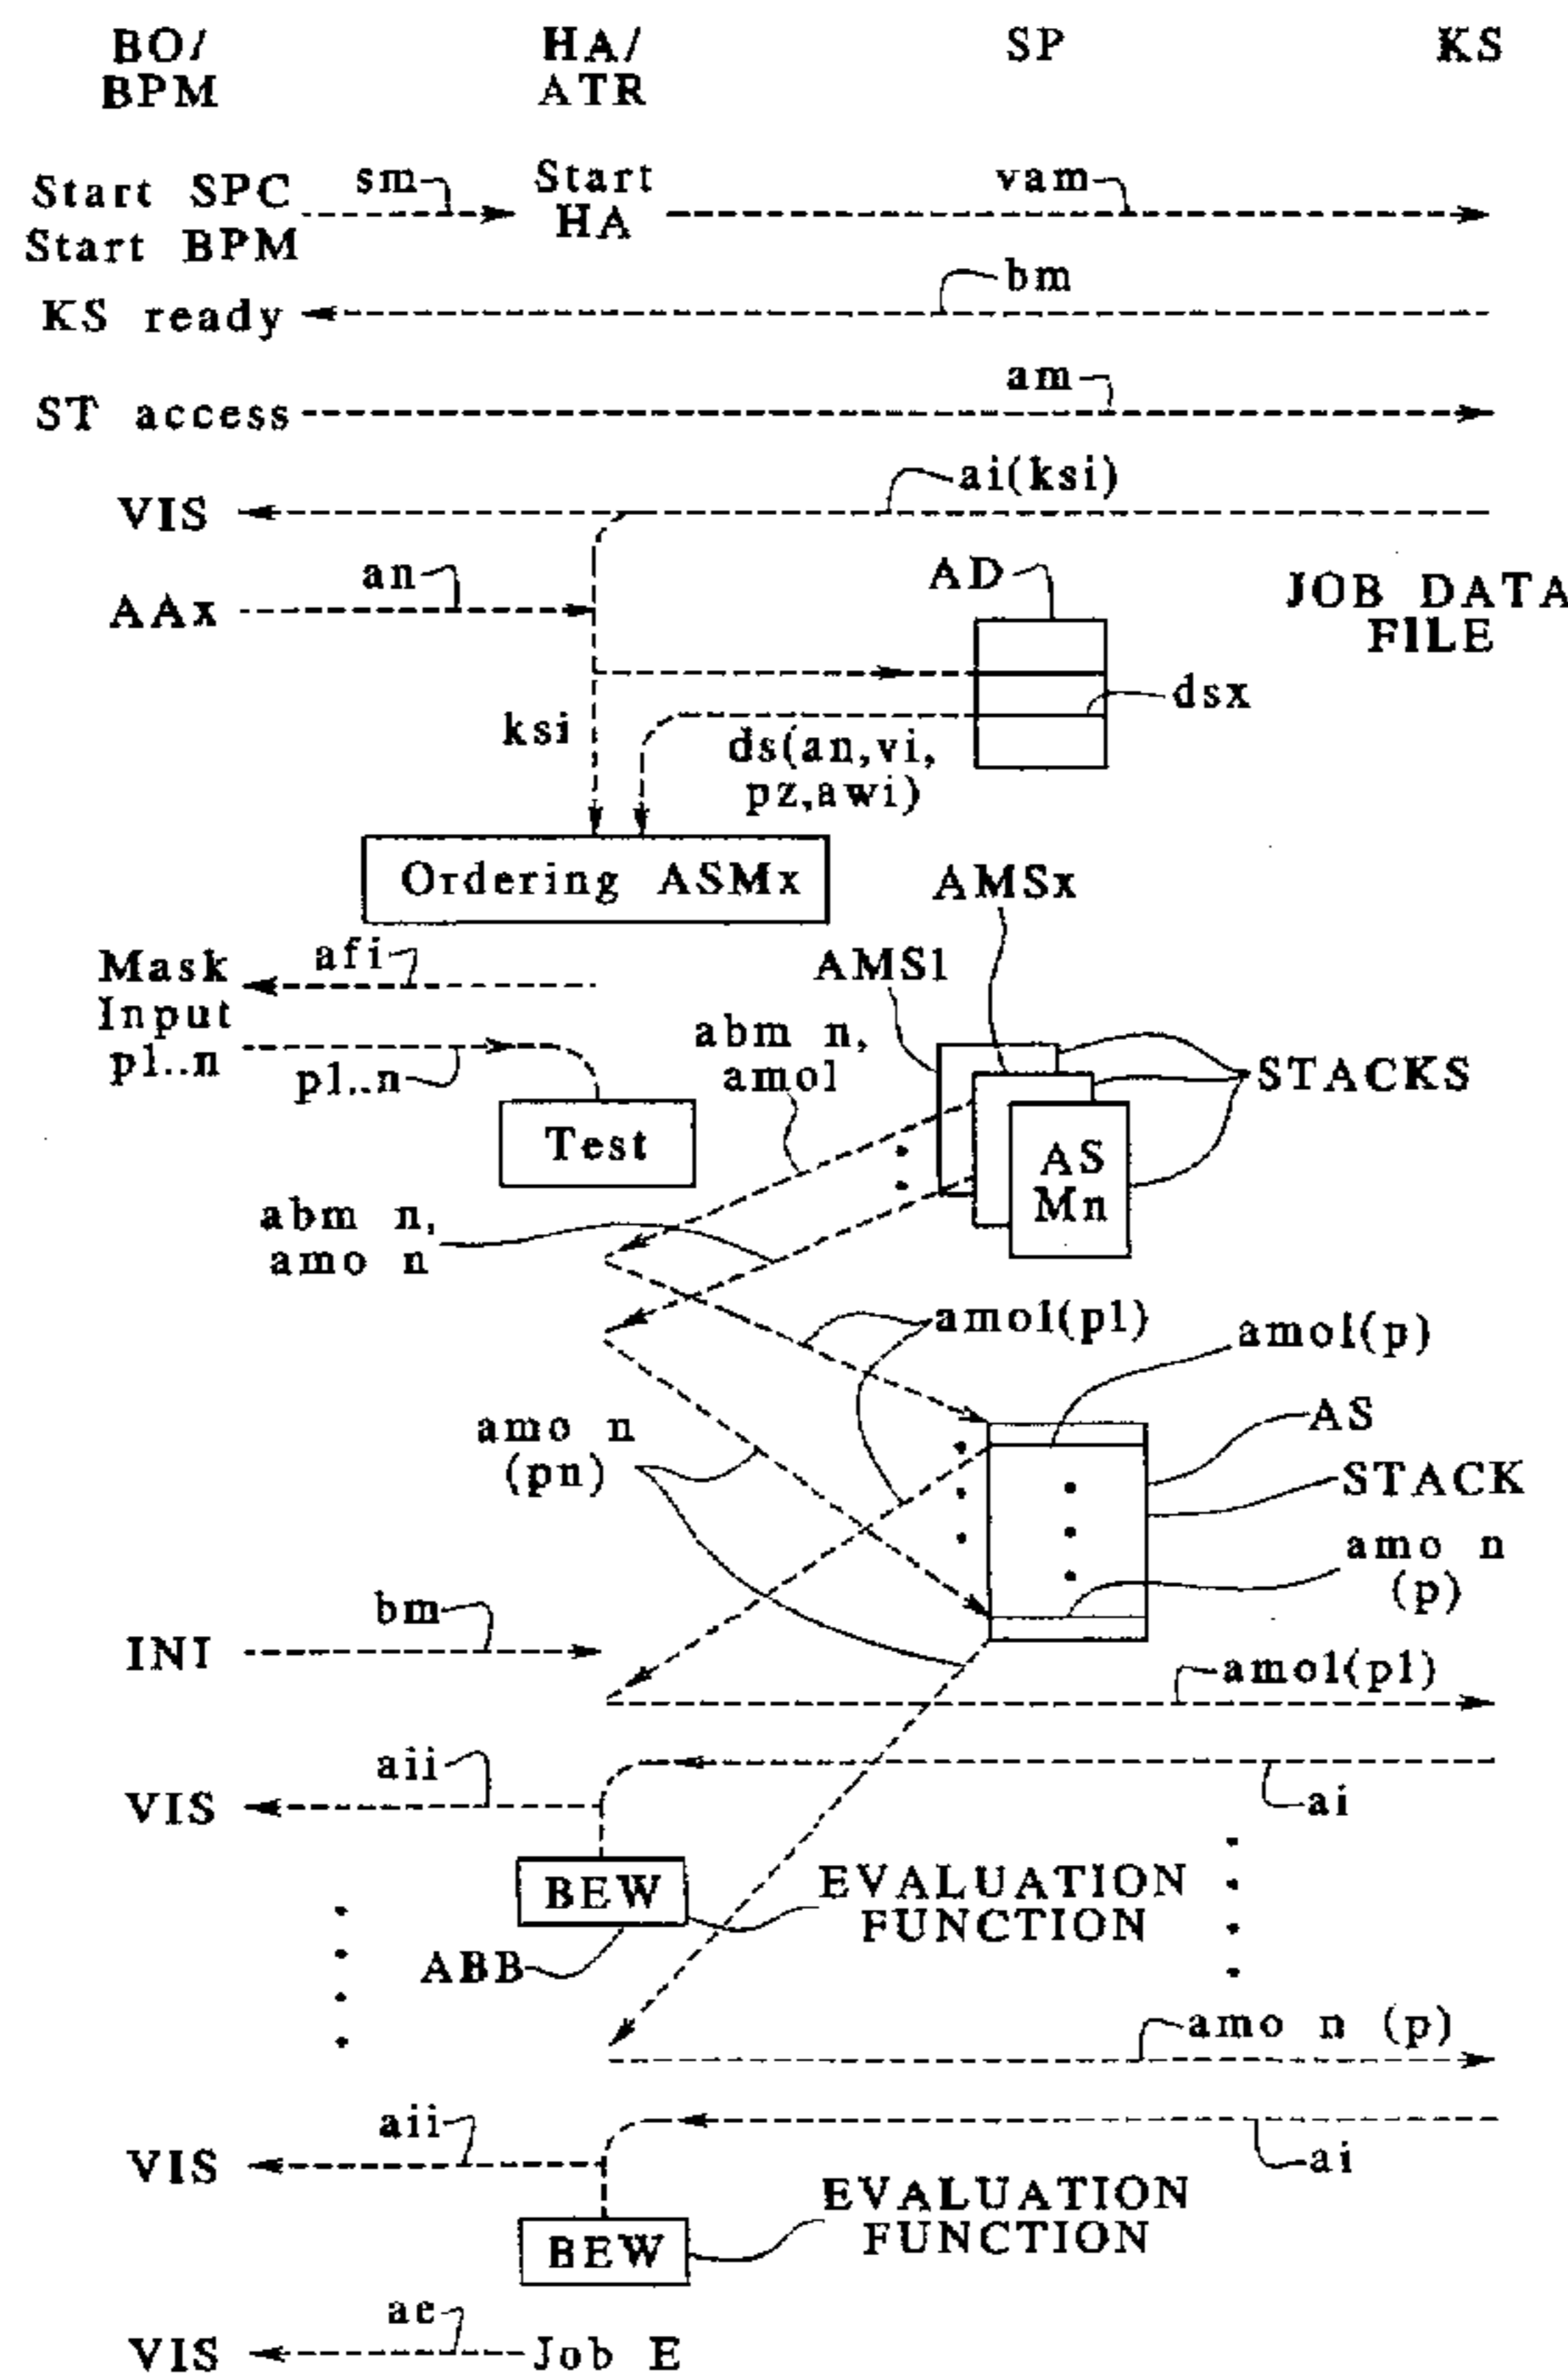 BO/
BPM
HA/
ATR
SP
KS
Start SPC
Start BPM
sm
Start
HA
vam
bm
KS ready
am
ST access
ai(ksi)
VIS
an
AAx
AD
JOB DATA
FILE
dsx
ksi
ds(an,vi,
pz,awi)
Ordering ASMx
AMSx
afi
AMS1
Mask
Input
p1..n
p1..n
abm n,
amo1
STACKS
Test
AS
Mn
abm n,
amo n
amo1(p1)
amo1(p)
amo n
(pn)
AS
STACK
amo n
(p)
bm
INI
amo1(p1)
aii
VIS
ai
BEW
EVALUATION
FUNCTION
ABB
amo n (p)
aii
VIS
ai
EVALUATION
FUNCTION
BEW
ae
VIS
Job E